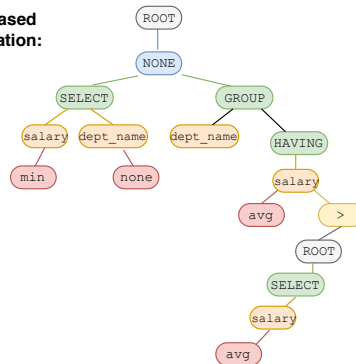 ased
ation:
ROOT
NONE
SELECT
GROUP
salary
dept_name
dept_name
HAVING
min
none
salary
avg
>
ROOT
SELECT
salary
avg